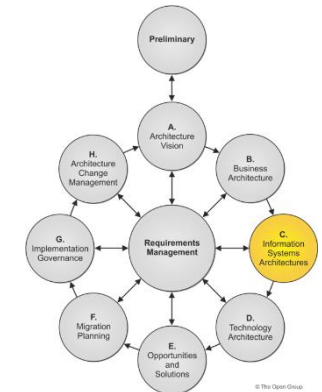 Preliminary
A.
Architecture
Vision
B.
Business
Architecture
C.
Information
Systems
Architectures
D.
Technology
Architecture
E.
Opportunities
and
Solutions
F.
Migration
Planning
G.
Implementation
Governance
H.
Architecture
Change
Management
Requirements
Management
© The Open Group